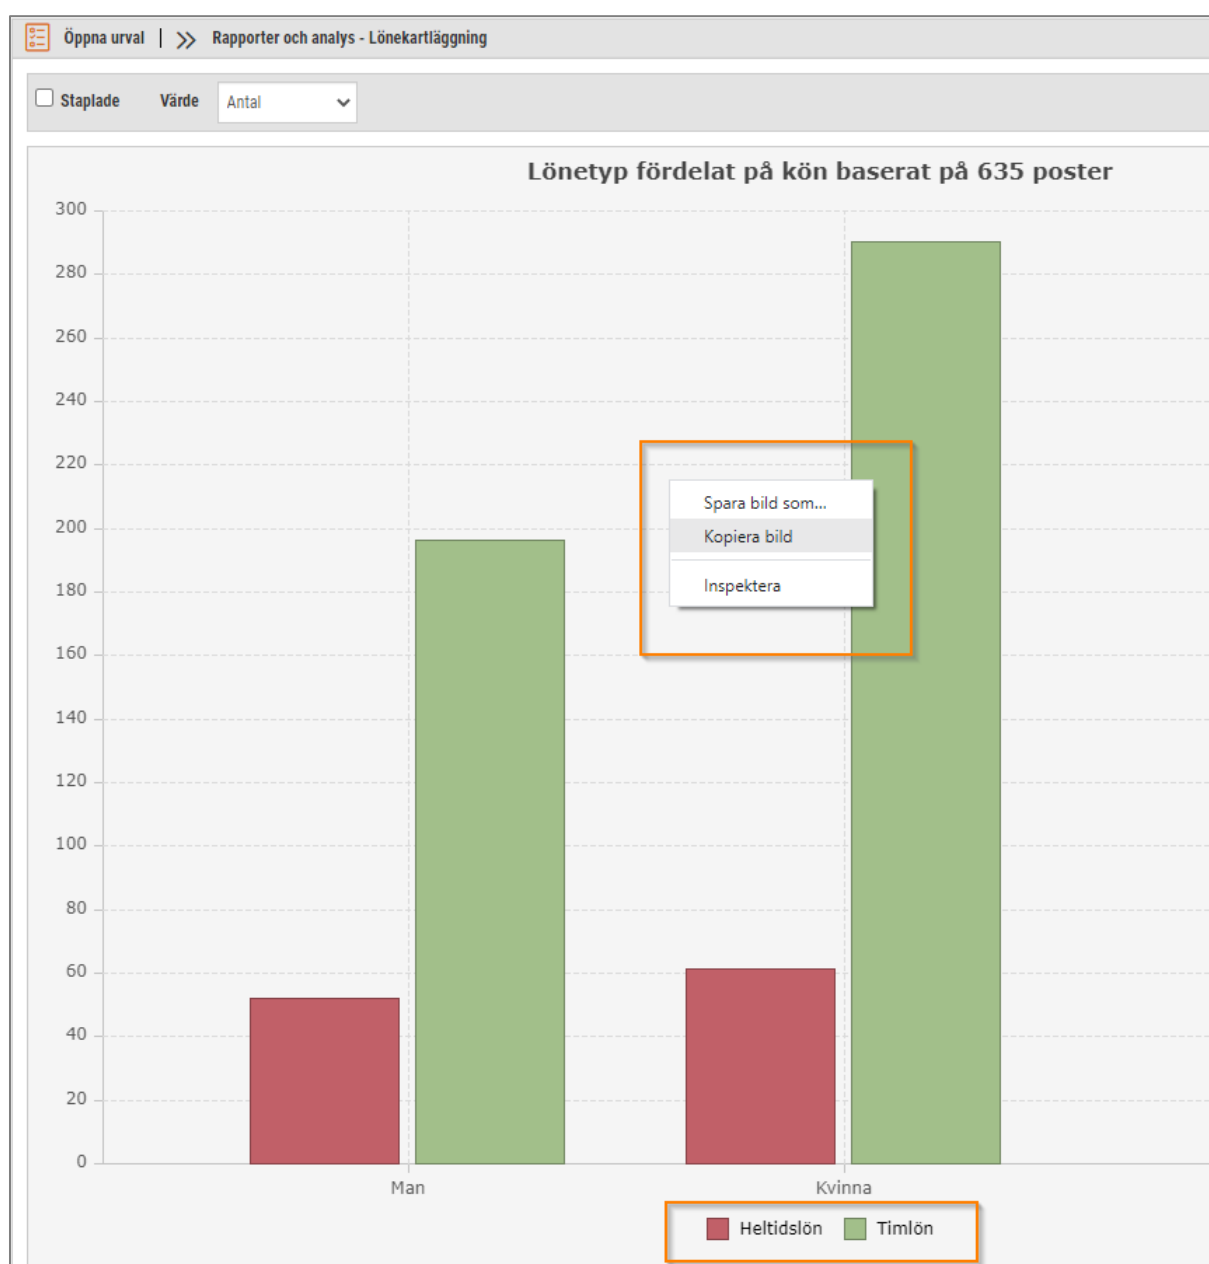 Öppna urval | >> Rapporter och analys - Lönekartläggning
Staplade Värde Antal
Lönetyp fördelat på kön baserat på 635 poster
300
280
260
240
220
Spara bild som...
200
Kopiera bild
180
Inspektera
160
140
120
100
80
60
40
20
0
Man Kvinna
Heltidslön Timlön